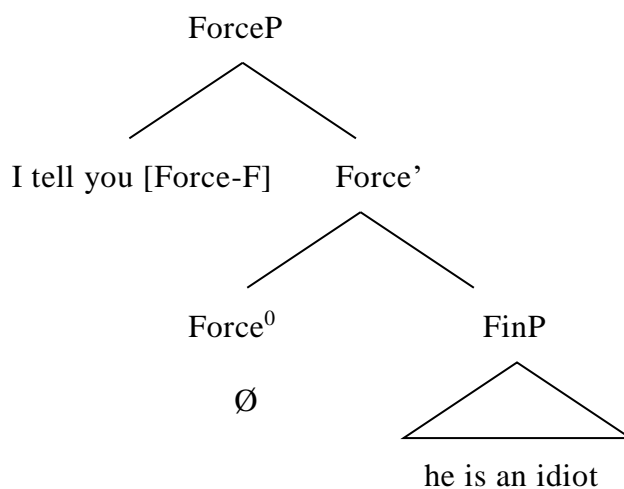 ForceP
I tell you [Force-F] Force’
Force⁰ FinP
Ø
he is an idiot